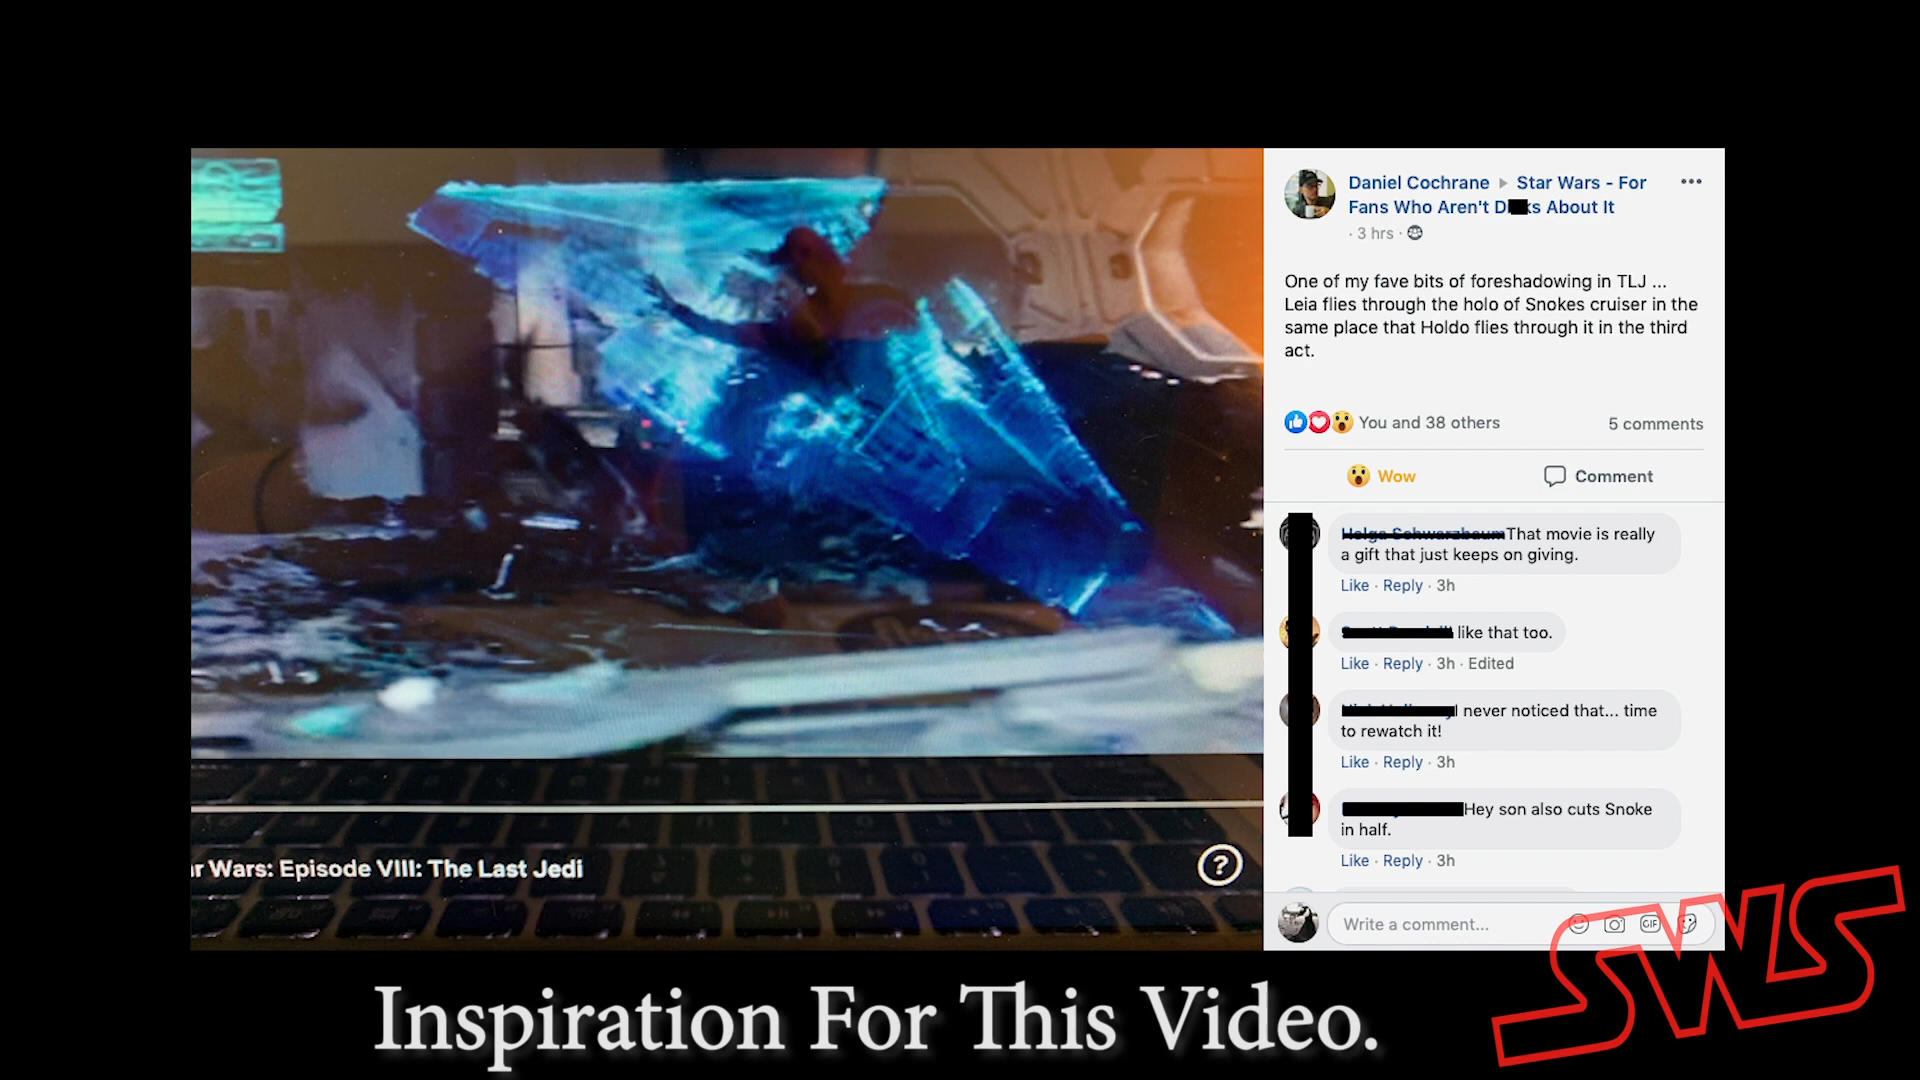 Daniel Cochrane ▸ Star Wars - For
Fans Who Aren't D ks About It
· 3 hrs ·
One of my fave bits of foreshadowing in TLJ ...
Leia flies through the holo of Snokes cruiser in the
same place that Holdo flies through it in the third
act.
You and 38 others
5 comments
Wow
Comment
That movie is really
a gift that just keeps on giving.
Like · Reply · 3h
like that too.
Like · Reply · 3h · Edited
I never noticed that... time
to rewatch it!
Like · Reply · 3h
Hey son also cuts Snoke
in half.
Like · Reply · 3h
Write a comment...
GIF
r Wars: Episode VIII: The Last Jedi
?
Inspiration For This Video.
SWS